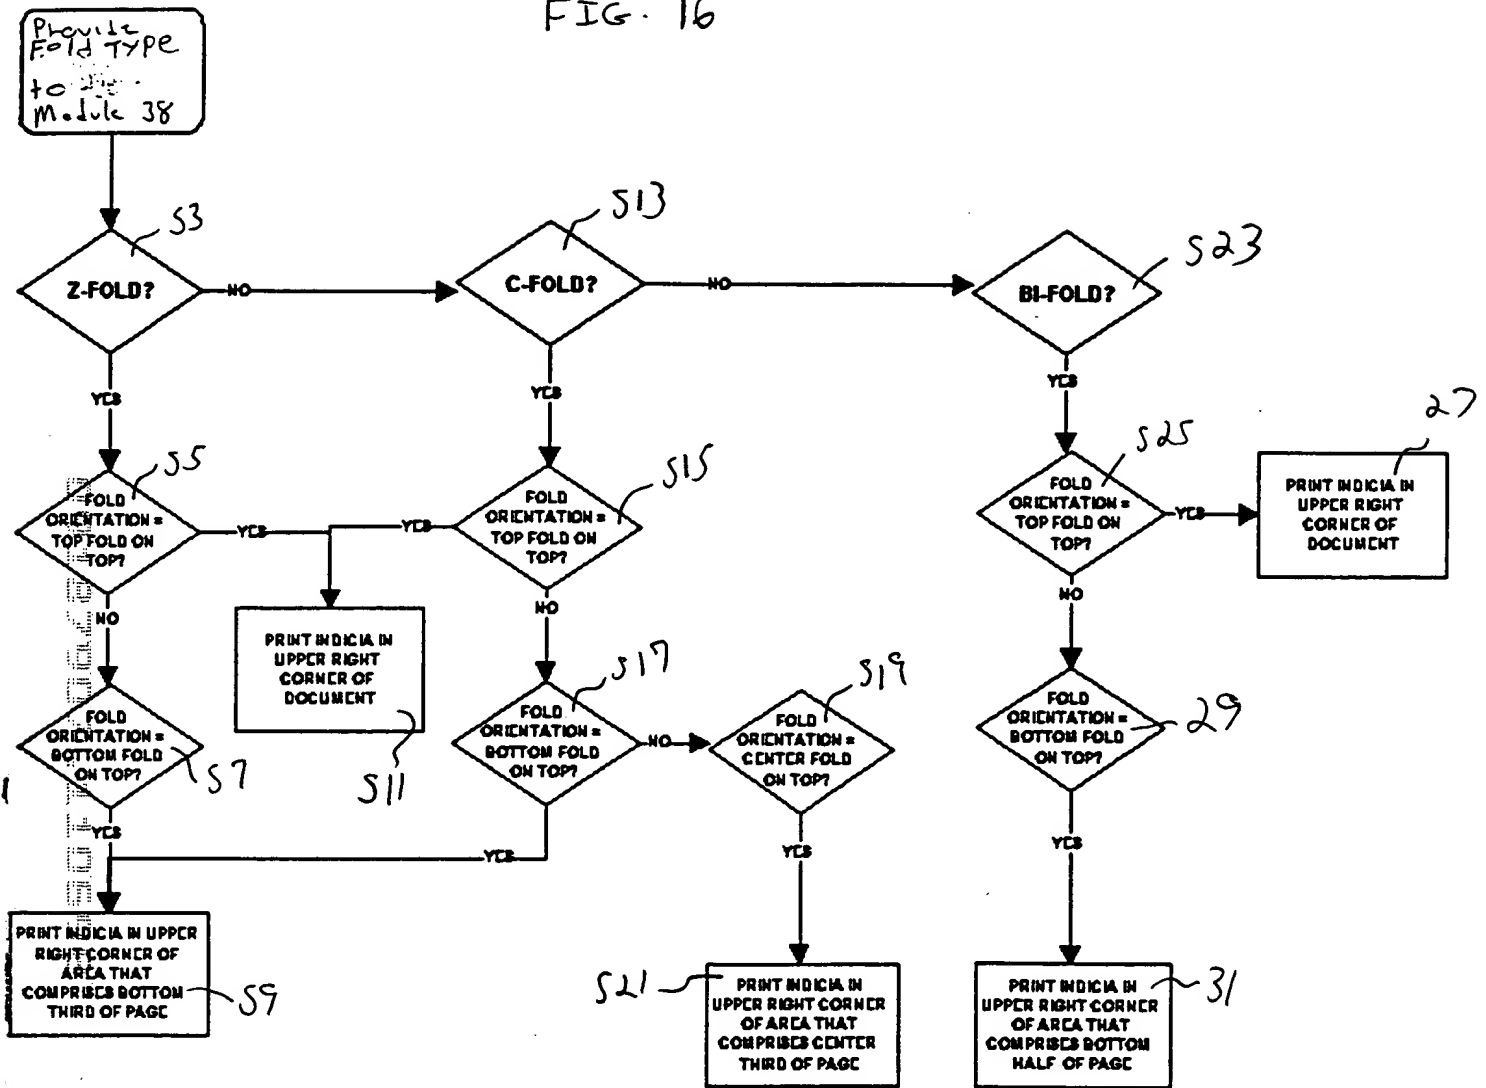 FIG. 16
Provide
Fold TYPE
to
Module 38
S3
Z-FOLD?
NO
S13
C-FOLD?
NO
S23
BI-FOLD?
YES
YES
YES
S5
FOLD
ORIENTATION =
TOP FOLD ON
TOP?
YES
S15
FOLD
ORIENTATION =
TOP FOLD ON
TOP?
YES
S25
FOLD
ORIENTATION =
TOP FOLD ON
TOP?
YES
27
PRINT INDICIA IN
UPPER RIGHT
CORNER OF
DOCUMENT
NO
NO
NO
PRINT INDICIA IN
UPPER RIGHT
CORNER OF
DOCUMENT
S11
FOLD
ORIENTATION =
BOTTOM FOLD
ON TOP?
S7
S17
FOLD
ORIENTATION =
BOTTOM FOLD
ON TOP?
NO
S19
FOLD
ORIENTATION =
CENTER FOLD
ON TOP?
FOLD
ORIENTATION =
BOTTOM FOLD
ON TOP?
29
YES
YES
YES
YES
PRINT INDICIA IN UPPER
RIGHT CORNER OF
AREA THAT
COMPRISES BOTTOM
THIRD OF PAGE
S9
S21
PRINT INDICIA IN
UPPER RIGHT CORNER
OF AREA THAT
COMPRISES CENTER
THIRD OF PAGE
PRINT INDICIA IN
UPPER RIGHT CORNER
OF AREA THAT
COMPRISES BOTTOM
HALF OF PAGE
31